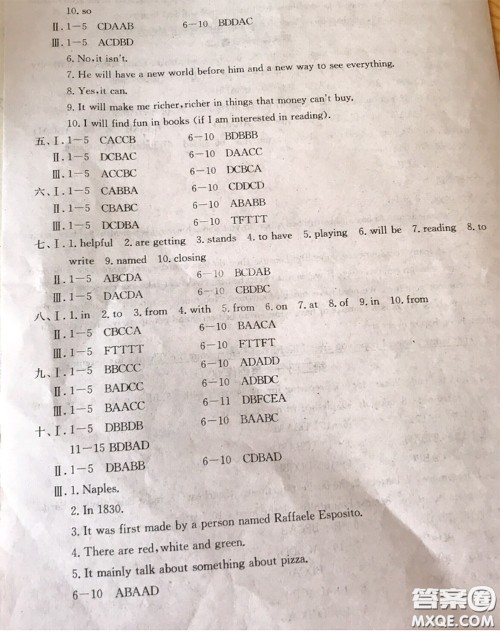 10. so
Ⅱ. 1－5 CDAAB 6－10 BDDAC
Ⅲ. 1－5 ACDBD
6. No, it isn't.
7. He will have a new world before him and a new way to see everything.
8. Yes, it can.
9. It will make me richer, richer in things that money can't buy.
10. I will find fun in books (if I am interested in reading).
五、Ⅰ. 1－5 CACCB 6－10 BDBBB
Ⅱ. 1－5 DCBAC 6－10 DAACC
Ⅲ. 1－5 ACCBC 6－10 DCBCA
六、Ⅰ. 1－5 CABBA 6－10 CDDCD
Ⅱ. 1－5 CBABC 6－10 ABABB
Ⅲ. 1－5 DCDBA 6－10 TFTTT
七、Ⅰ. 1. helpful 2. are getting 3. stands 4. to have 5. playing 6. will be 7. reading 8. to
write 9. named 10. closing
Ⅱ. 1－5 ABCDA 6－10 BCDAB
Ⅲ. 1－5 DACDA 6－10 CBDBC
八、Ⅰ. 1. in 2. to 3. from 4. with 5. from 6. on 7. at 8. of 9. in 10. from
Ⅱ. 1－5 CBCCA 6－10 BAACA
Ⅲ. 1－5 FTTTT 6－10 FTTFT
九、Ⅰ. 1－5 BBCCC 6－10 ADADD
Ⅱ. 1－5 BADCC 6－10 ADBDC
Ⅲ. 1－5 BAACC 6－11 DBFCEA
十、Ⅰ. 1－5 DBBDB 6－10 BAABC
11－15 BDBAD
Ⅱ. 1－5 DBABB 6－10 CDBAD
Ⅲ. 1. Naples.
2. In 1830.
3. It was first made by a person named Raffaele Esposito.
4. There are red, white and green.
5. It mainly talk about something about pizza.
6－10 ABAAD
答案圈
MXQE.COM